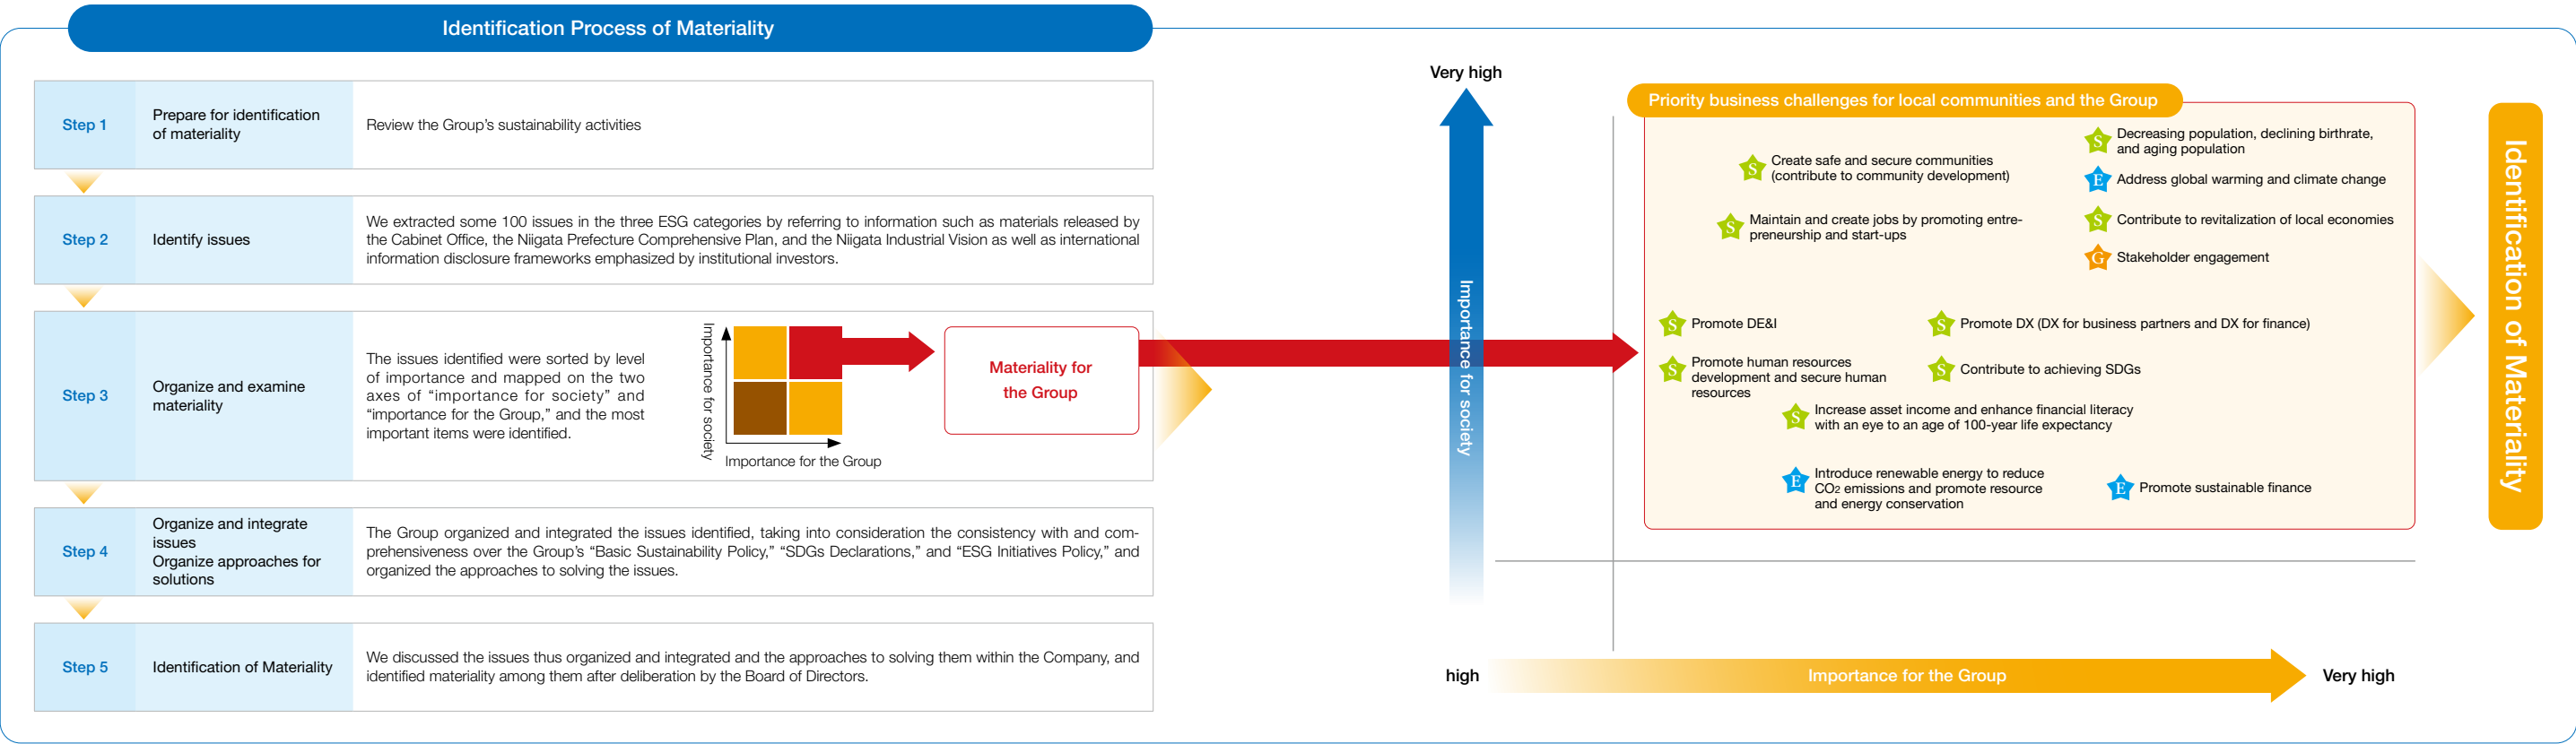 Identification Process of Materiality
Step 1
Prepare for identification
of materiality
Review the Group’s sustainability activities
Step 2
Identify issues
We extracted some 100 issues in the three ESG categories by referring to information such as materials released by
the Cabinet Office, the Niigata Prefecture Comprehensive Plan, and the Niigata Industrial Vision as well as international
information disclosure frameworks emphasized by institutional investors.
Step 3
Organize and examine
materiality
The issues identified were sorted by level
of importance and mapped on the two
axes of “importance for society” and
“importance for the Group,” and the most
important items were identified.
Importance for society
Importance for the Group
Materiality for
the Group
Step 4
Organize and integrate
issues
Organize approaches for
solutions
The Group organized and integrated the issues identified, taking into consideration the consistency with and com-
prehensiveness over the Group’s “Basic Sustainability Policy,” “SDGs Declarations,” and “ESG Initiatives Policy,” and
organized the approaches to solving the issues.
Step 5
Identification of Materiality
We discussed the issues thus organized and integrated and the approaches to solving them within the Company, and
identified materiality among them after deliberation by the Board of Directors.
Very high
Importance for society
high
Importance for the Group
Very high
Priority business challenges for local communities and the Group
S Create safe and secure communities
(contribute to community development)
S Maintain and create jobs by promoting entre-
preneurship and start-ups
S Decreasing population, declining birthrate,
and aging population
E Address global warming and climate change
S Contribute to revitalization of local economies
G Stakeholder engagement
S Promote DE&I
S Promote DX (DX for business partners and DX for finance)
S Promote human resources
development and secure human
resources
S Contribute to achieving SDGs
S Increase asset income and enhance financial literacy
with an eye to an age of 100-year life expectancy
E Introduce renewable energy to reduce
CO2 emissions and promote resource
and energy conservation
E Promote sustainable finance
Identification of Materiality